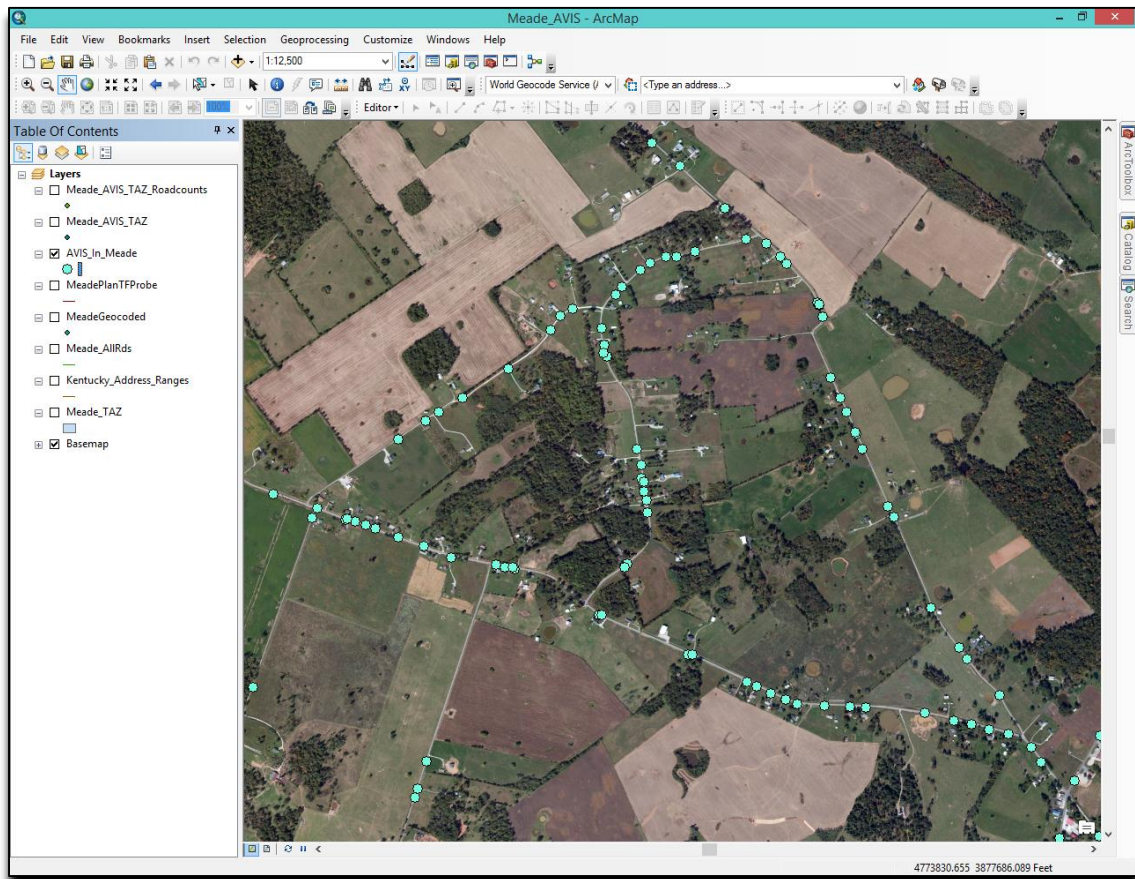 Meade_AVIS - ArcMap
File Edit View Bookmarks Insert Selection Geoprocessing Customize Windows Help
1:12,500
World Geocode Service (/ <Type an address...>
100% Editor
Table Of Contents
Layers
Meade_AVIS_TAZ_Roadcounts
Meade_AVIS_TAZ
AVIS_In_Meade
MeadePlanTFProbe
MeadeGeocoded
Meade_AllRds
Kentucky_Address_Ranges
Meade_TAZ
Basemap
ArcToolbox
Catalog
Search
4773830.655 3877686.089 Feet